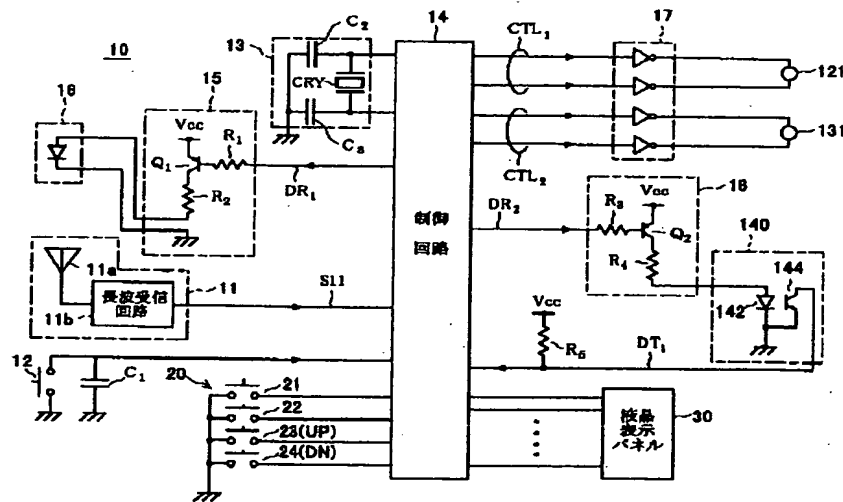 10
16
15
Vcc
Q1
R1
R2
DR1
13
C2
CRY
C3
14
制御
回路
CTL1
CTL2
17
121
131
DR2
18
Vcc
R3
Q2
R4
140
144
142
11a
11b
長波受信
回路
11
S11
12
C1
Vcc
R5
DT1
20
21
22
23(UP)
24(DN)
液晶
表示
パネル
30